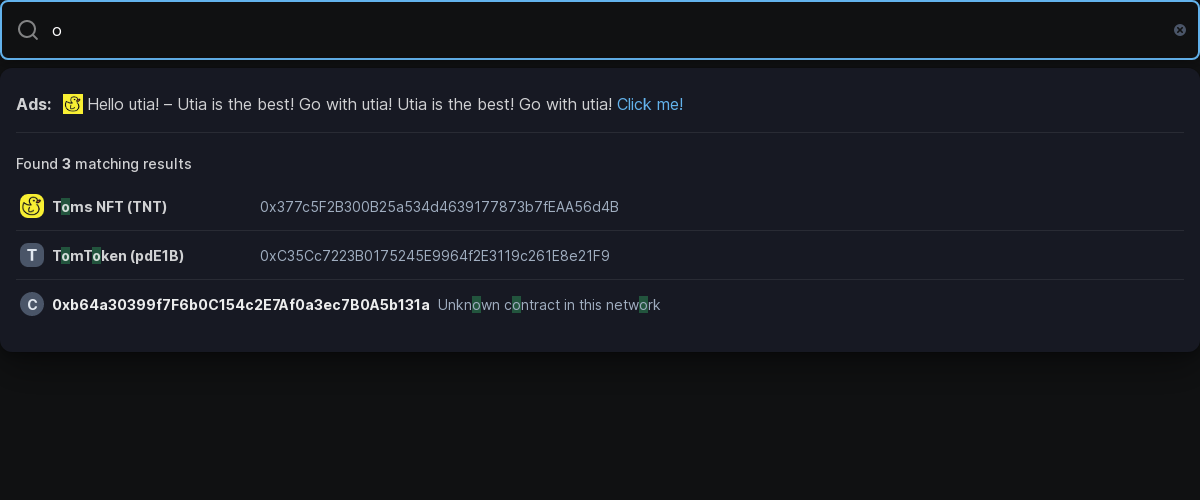 o
Ads: Hello utia! – Utia is the best! Go with utia! Utia is the best! Go with utia! Click me!
Found 3 matching results
Toms NFT (TNT) 0x377c5F2B300B25a534d4639177873b7fEAA56d4B
T TomToken (pdE1B) 0xC35Cc7223B0175245E9964f2E3119c261E8e21F9
C 0xb64a30399f7F6b0C154c2E7Af0a3ec7B0A5b131a Unknown contract in this network